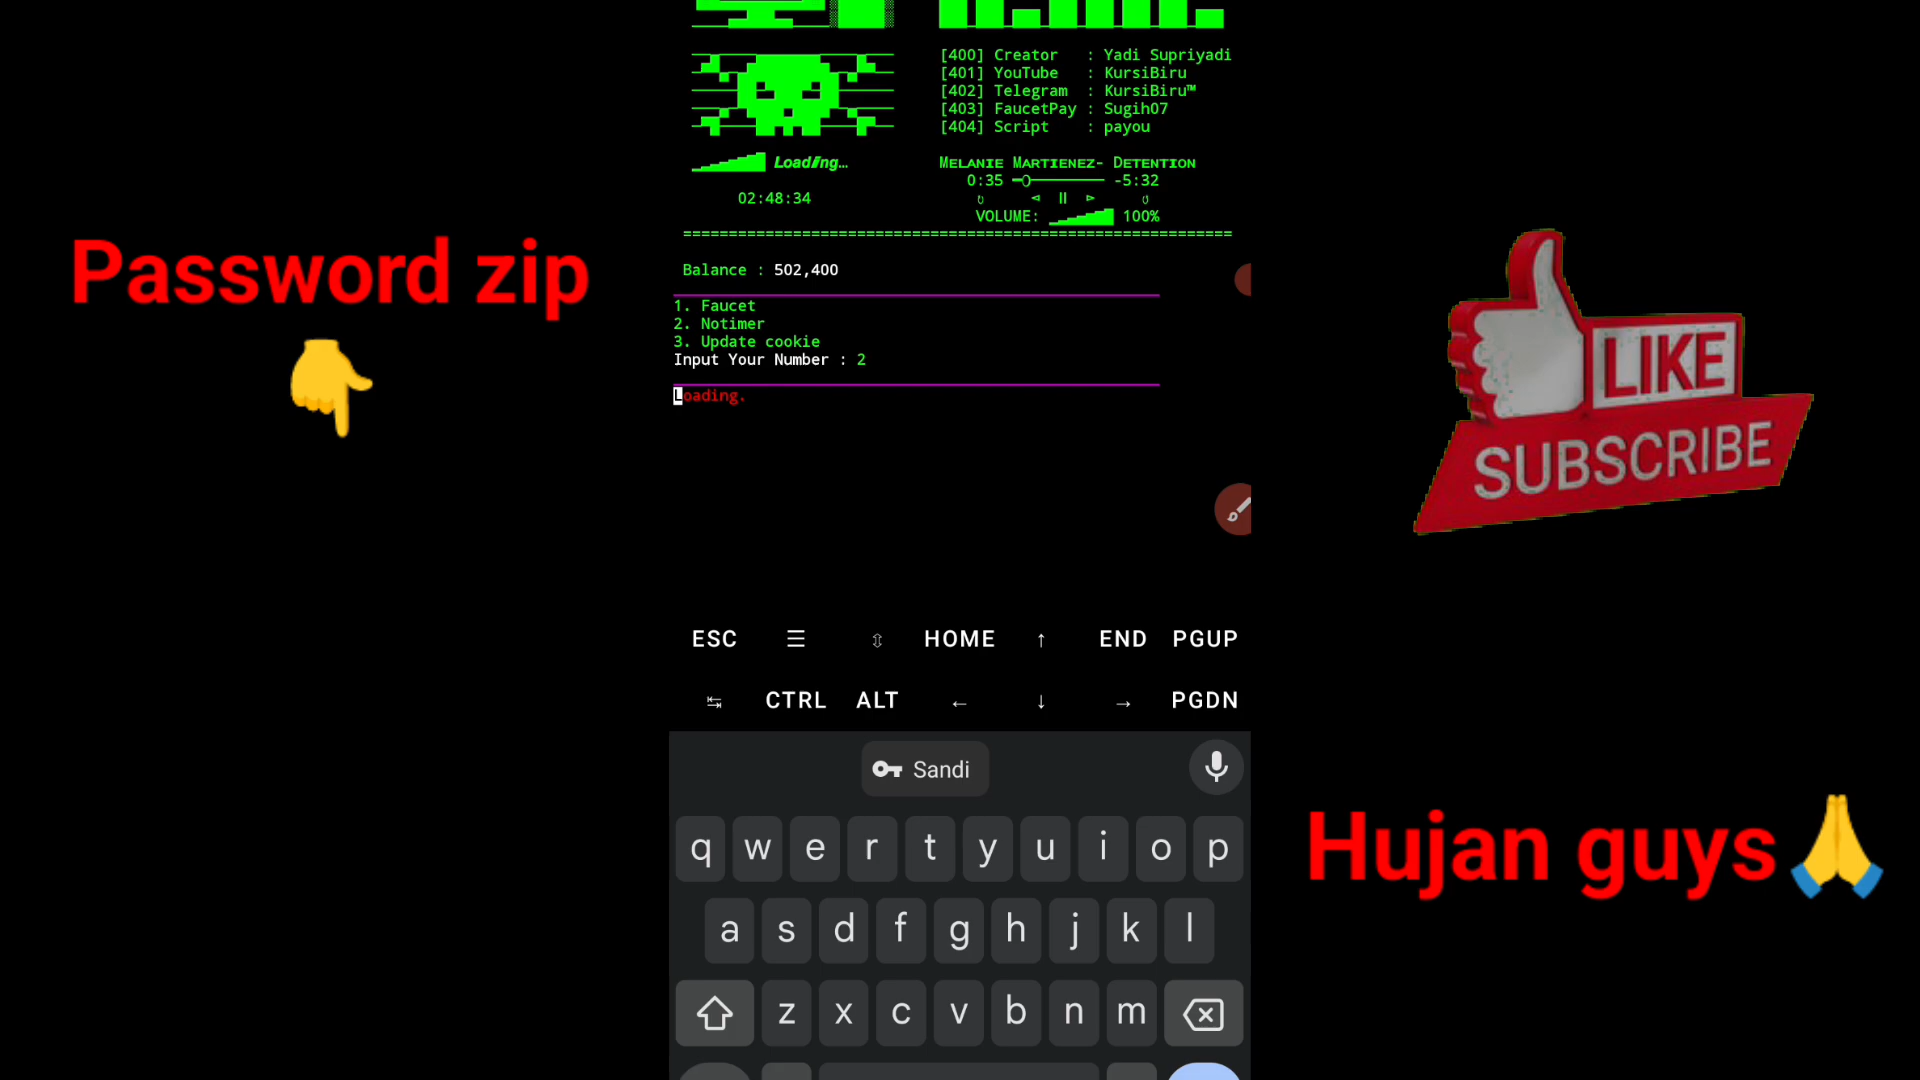 [400] Creator : Yadi Supriyadi
[401] YouTube : KursiBiru
[402] Telegram : KursiBiru™
[403] FaucetPay : Sugih07
[404] Script : payou
Loading...
02:48:34
Melanie Martienez- Detention
0:35 -5:32
VOLUME: 100%
Balance : 502,400
1. Faucet
2. Notimer
3. Update cookie
Input Your Number : 2
Loading.
Password zip
LIKE
SUBSCRIBE
Hujan guys
ESC HOME ↑ END PGUP
CTRL ALT ← ↓ → PGDN
Sandi
q w e r t y u i o p
a s d f g h j k l
z x c v b n m